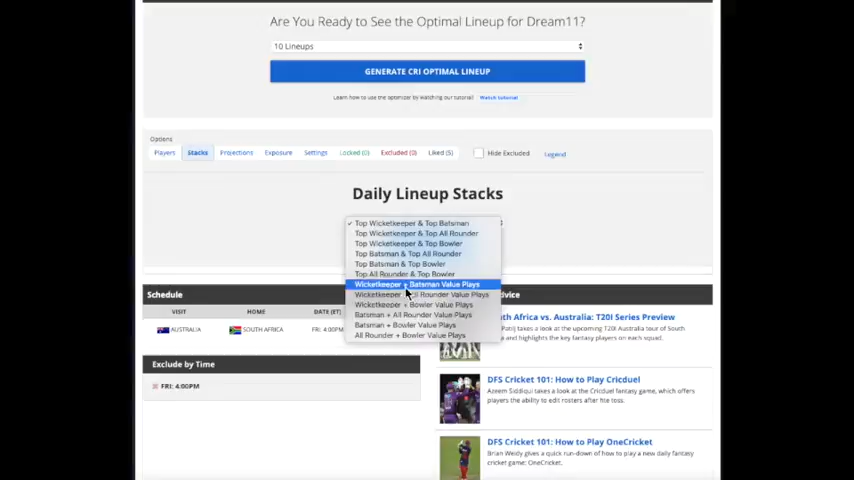 Are You Ready to See the Optimal Lineup for Dream11?
10 Lineups
GENERATE CRI OPTIMAL LINEUP
Learn how to use the optimizer by watching our tutorial! Watch tutorial
Options
Players Stacks Projections Exposure Settings Locked (0) Excluded (0) Liked (5) Hide Excluded Legend
Daily Lineup Stacks
✓ Top Wicketkeeper & Top Batsman
Top Wicketkeeper & Top All Rounder
Top Wicketkeeper & Top Bowler
Top Batsman & Top All Rounder
Top Batsman & Top Bowler
Top All Rounder & Top Bowler
Wicketkeeper + Batsman Value Plays
Wicketkeeper All Rounder Value Plays
Wicketkeeper + Bowler Value Plays
Batsman + All Rounder Value Plays
Batsman + Bowler Value Plays
All Rounder + Bowler Value Plays
Schedule
VISIT HOME DATE (ET)
AUSTRALIA SOUTH AFRICA FRI: 4:00PM
Exclude by Time
FRI: 4:00PM
dvice
th Africa vs. Australia: T20I Series Preview
Patil) takes a look at the upcoming T20I Australia tour of South
and highlights the key fantasy players on each squad.
DFS Cricket 101: How to Play Cricduel
Azeem Siddiqui takes a look at the Cricduel fantasy game, which offers
players the ability to edit rosters after the toss.
DFS Cricket 101: How to Play OneCricket
Brian Weidy gives a quick run-down of how to play a new daily fantasy
cricket game: OneCricket.